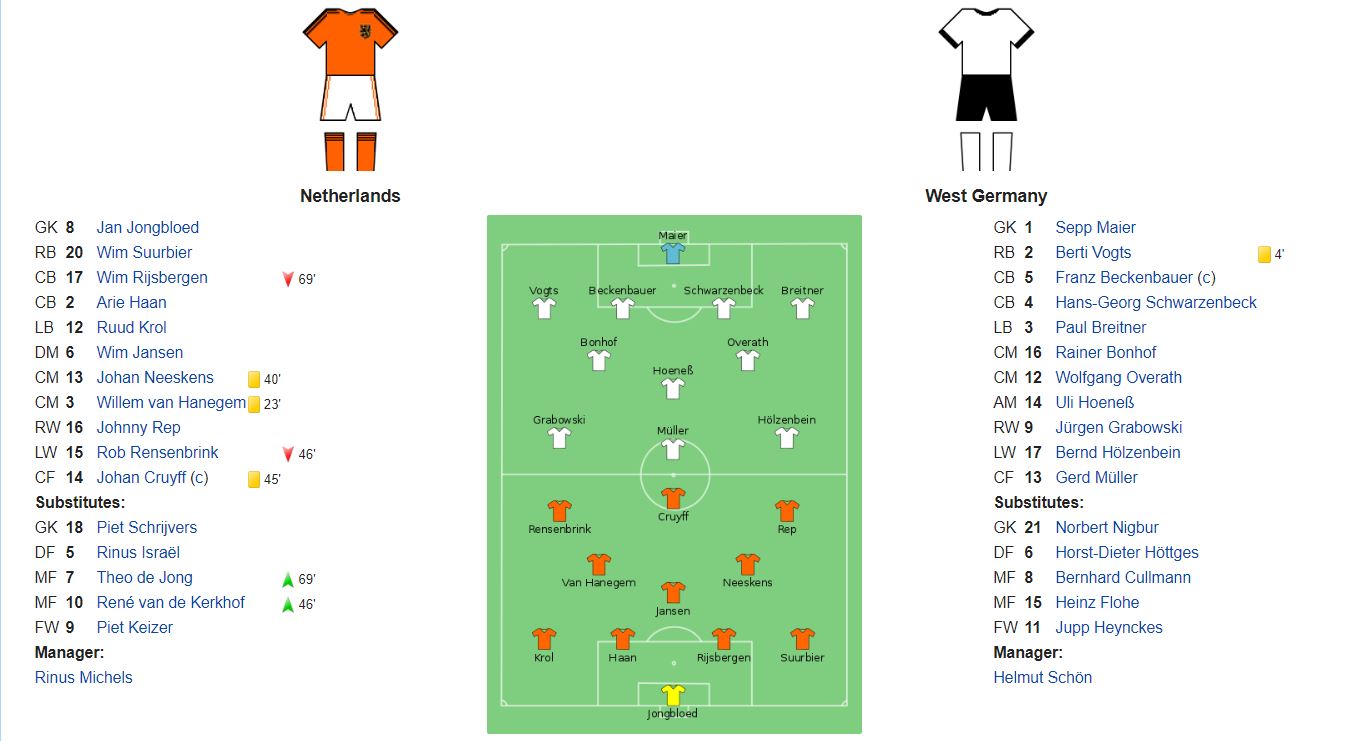 Netherlands
GK 8 Jan Jongbloed
RB 20 Wim Suurbier
CB 17 Wim Rijsbergen 69'
CB 2 Arie Haan
LB 12 Ruud Krol
DM 6 Wim Jansen
CM 13 Johan Neeskens 40'
CM 3 Willem van Hanegem 23'
RW 16 Johnny Rep
LW 15 Rob Rensenbrink 46'
CF 14 Johan Cruyff (c) 45'
Substitutes:
GK 18 Piet Schrijvers
DF 5 Rinus Israël
MF 7 Theo de Jong 69'
MF 10 René van de Kerkhof 46'
FW 9 Piet Keizer
Manager:
Rinus Michels
Maier
Vogts Beckenbauer Schwarzenbeck Breitner
Bonhof Overath
Hoeneß
Grabowski Müller Hölzenbein
Cruyff
Rensenbrink Rep
Van Hanegem Neeskens
Jansen
Krol Haan Rijsbergen Suurbier
Jongbloed
West Germany
GK 1 Sepp Maier
RB 2 Berti Vogts 4'
CB 5 Franz Beckenbauer (c)
CB 4 Hans-Georg Schwarzenbeck
LB 3 Paul Breitner
CM 16 Rainer Bonhof
CM 12 Wolfgang Overath
AM 14 Uli Hoeneß
RW 9 Jürgen Grabowski
LW 17 Bernd Hölzenbein
CF 13 Gerd Müller
Substitutes:
GK 21 Norbert Nigbur
DF 6 Horst-Dieter Höttges
MF 8 Bernhard Cullmann
MF 15 Heinz Flohe
FW 11 Jupp Heynckes
Manager:
Helmut Schön